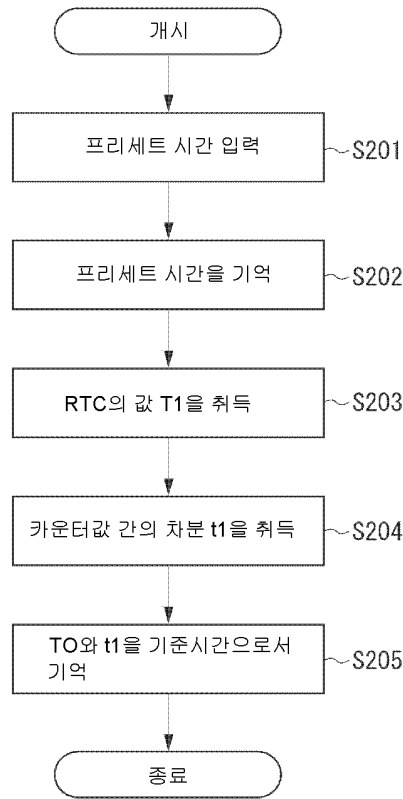 개시
프리세트 시간 입력
S201
프리세트 시간을 기억
S202
RTC의 값 T1을 취득
S203
카운터값 간의 차분 t1을 취득
S204
TO와 t1을 기준시간으로서
기억
S205
종료